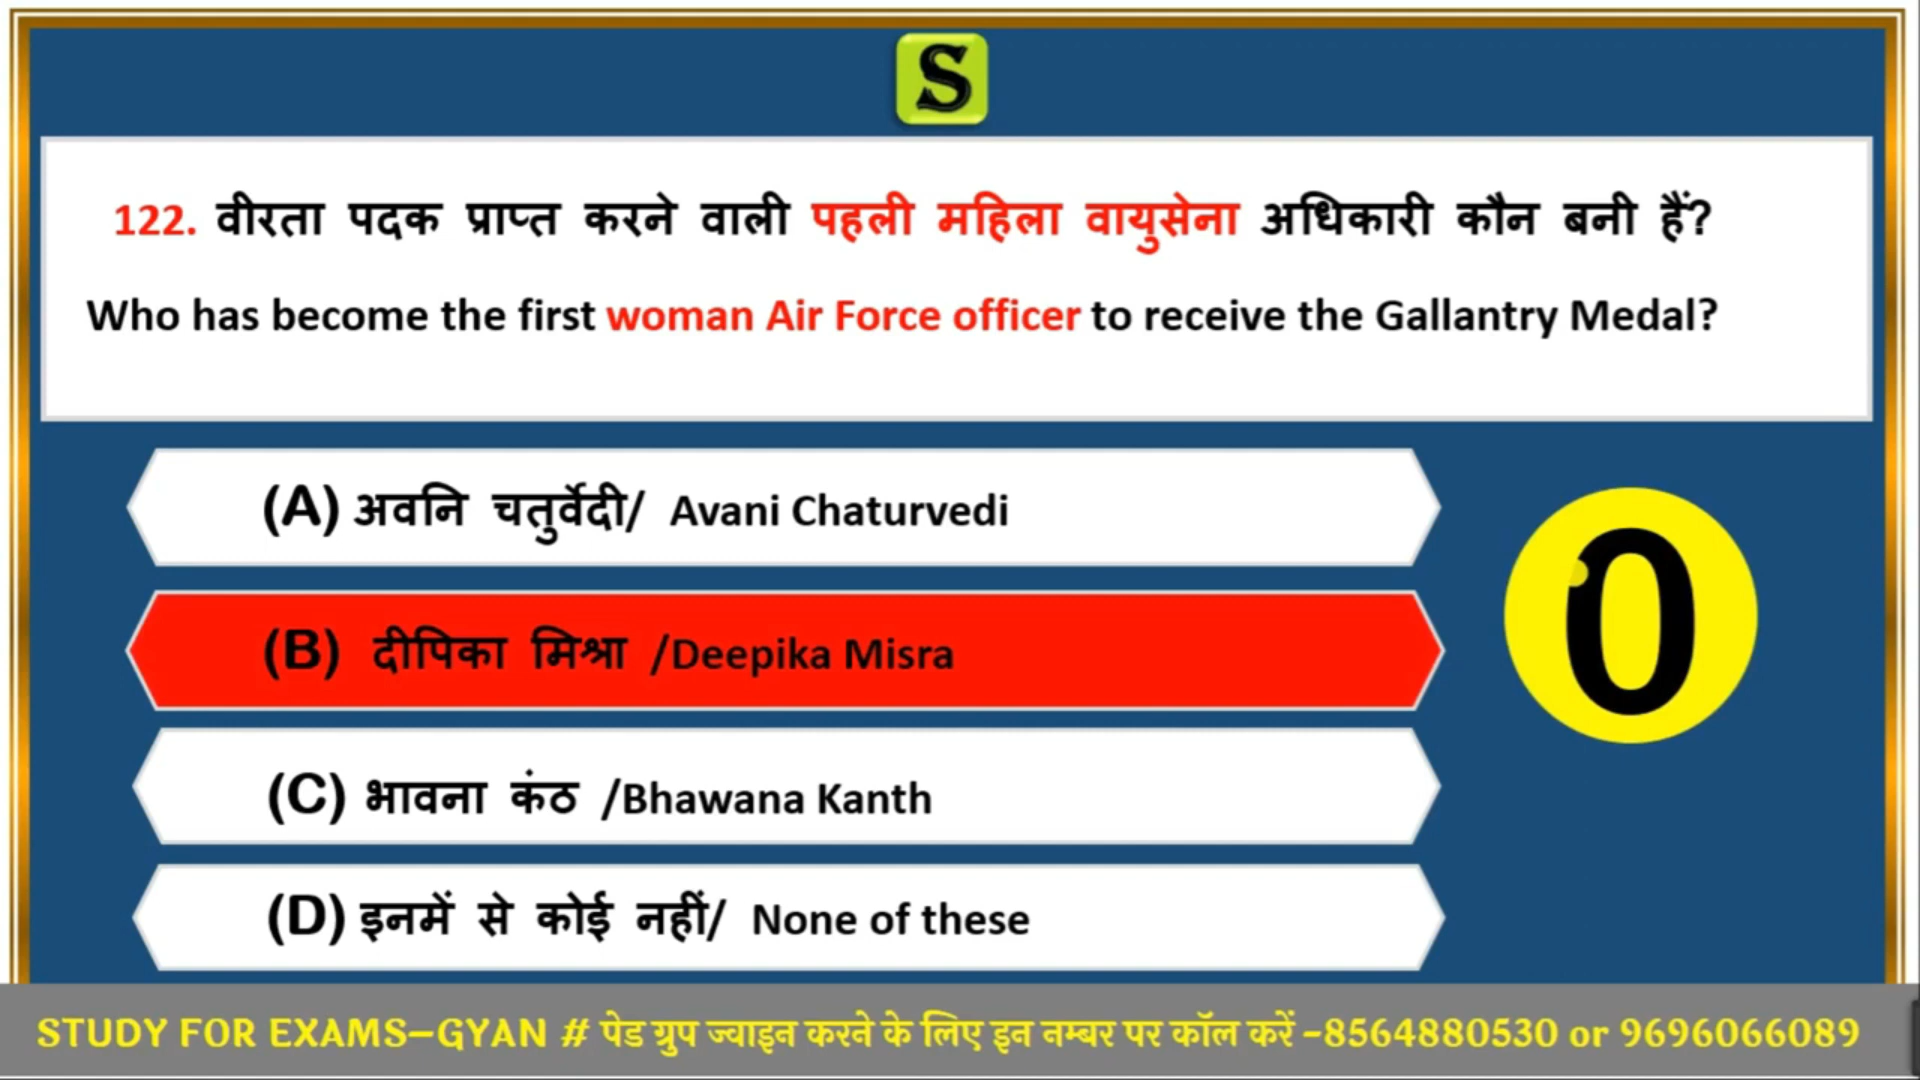 S
122. वीरता पदक प्राप्त करने वाली पहली महिला वायुसेना अधिकारी कौन बनी हैं?
Who has become the first woman Air Force officer to receive the Gallantry Medal?
(A) अवनि चतुर्वेदी/ Avani Chaturvedi
(B) दीपिका मिश्रा /Deepika Misra
0
(C) भावना कंठ /Bhawana Kanth
(D) इनमें से कोई नहीं/ None of these
STUDY FOR EXAMS–GYAN # पेड ग्रुप ज्वाइन करने के लिए इन नम्बर पर कॉल करें -8564880530 or 9696066089